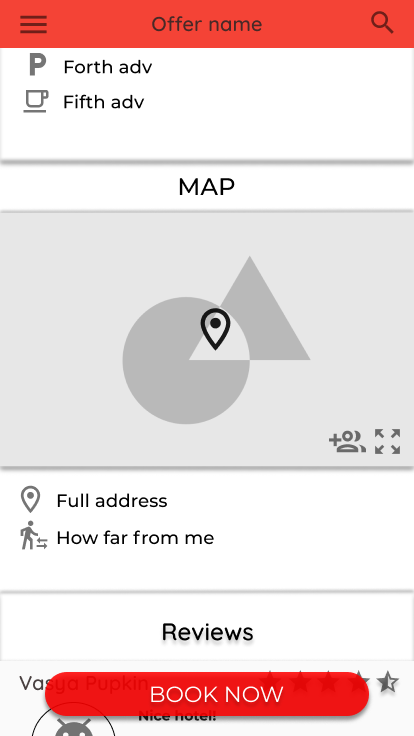 Offer name
Forth adv
Fifth adv
MAP
Full address
How far from me
Reviews
Vasya Pupkin
BOOK NOW
Nice hotel!